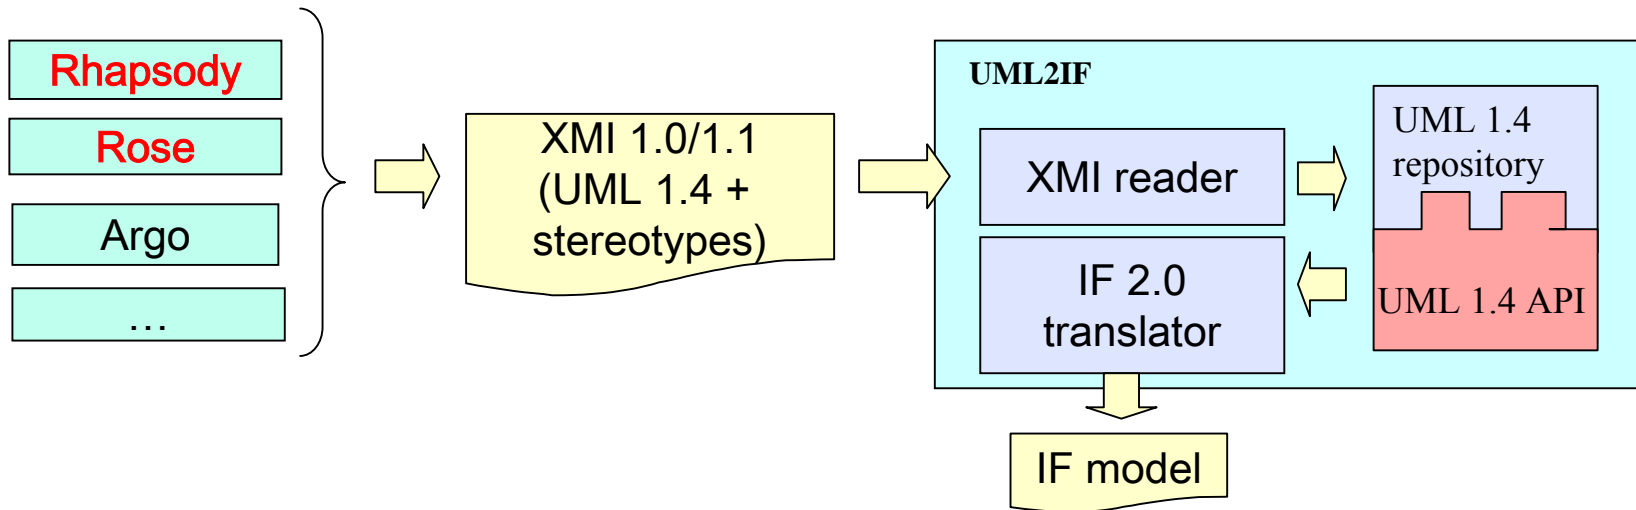 Rhapsody
Rose
Argo
...
XMI 1.0/1.1
(UML 1.4 +
stereotypes)
UML2IF
XMI reader
UML 1.4
repository
IF 2.0
translator
UML 1.4 API
IF model